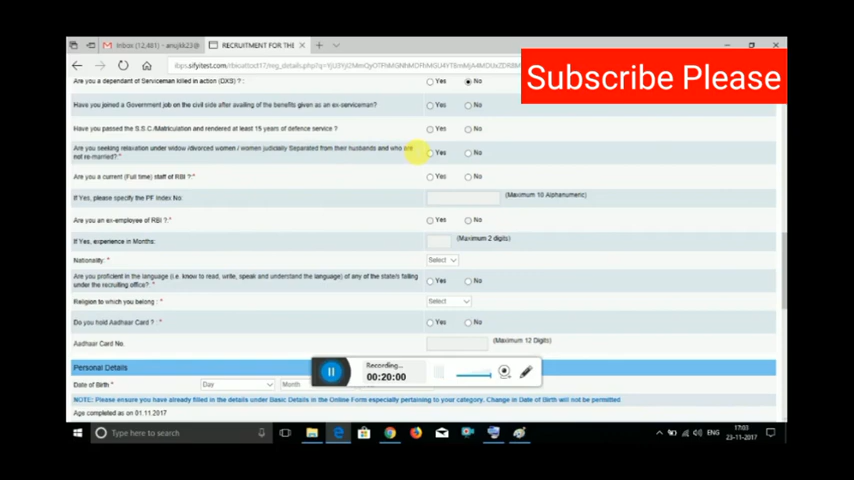 Inbox (12,481) - anujkk23@
RECRUITMENT FOR THE
Subscribe Please
Are you a dependant of Serviceman killed in action (DXS) ? :
Yes No
Have you joined a Government job on the civil side after availing of the benefits given as an ex-serviceman?
Yes No
Have you passed the S.S.C./Matriculation and rendered at least 15 years of defence service ?
Yes No
Are you seeking relaxation under widow /divorced women / women judicially Separated from their husbands and who are
not re-married? *
Yes No
Are you a current (Full time) staff of RBI ?:*
Yes No
If Yes, please specify the PF Index No:
(Maximum 10 Alphanumeric)
Are you an ex-employee of RBI ?:*
Yes No
If Yes, experience in Months:
(Maximum 2 digits)
Nationality: *
Select
Are you proficient in the language (i.e. know to read, write, speak and understand the language) of any of the state/s falling
under the recruiting office?: *
Yes No
Religion to which you belong : *
Select
Do you hold Aadhaar Card ? : *
Yes No
Aadhaar Card No.
(Maximum 12 Digits)
Recording...
00:20:00
Personal Details
Date of Birth *
Day
Month
NOTE: Please ensure you have already filled in the details under Basic Details in the Online Form especially pertaining to your category. Change in Date of Birth will not be permitted
Age completed as on 01.11.2017
Type here to search
ENG
17:03
23-11-2017